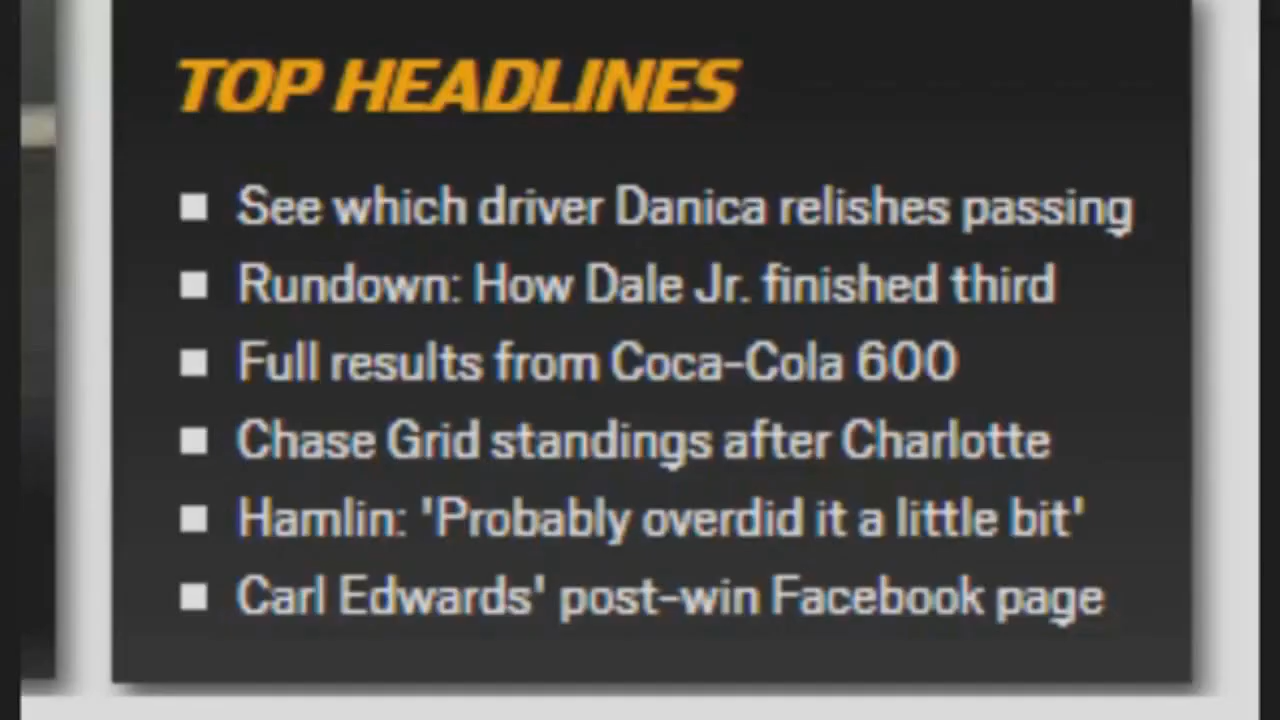 TOP HEADLINES
See which driver Danica relishes passing
Rundown: How Dale Jr. finished third
Full results from Coca-Cola 600
Chase Grid standings after Charlotte
Hamlin: 'Probably overdid it a little bit'
Carl Edwards' post-win Facebook page